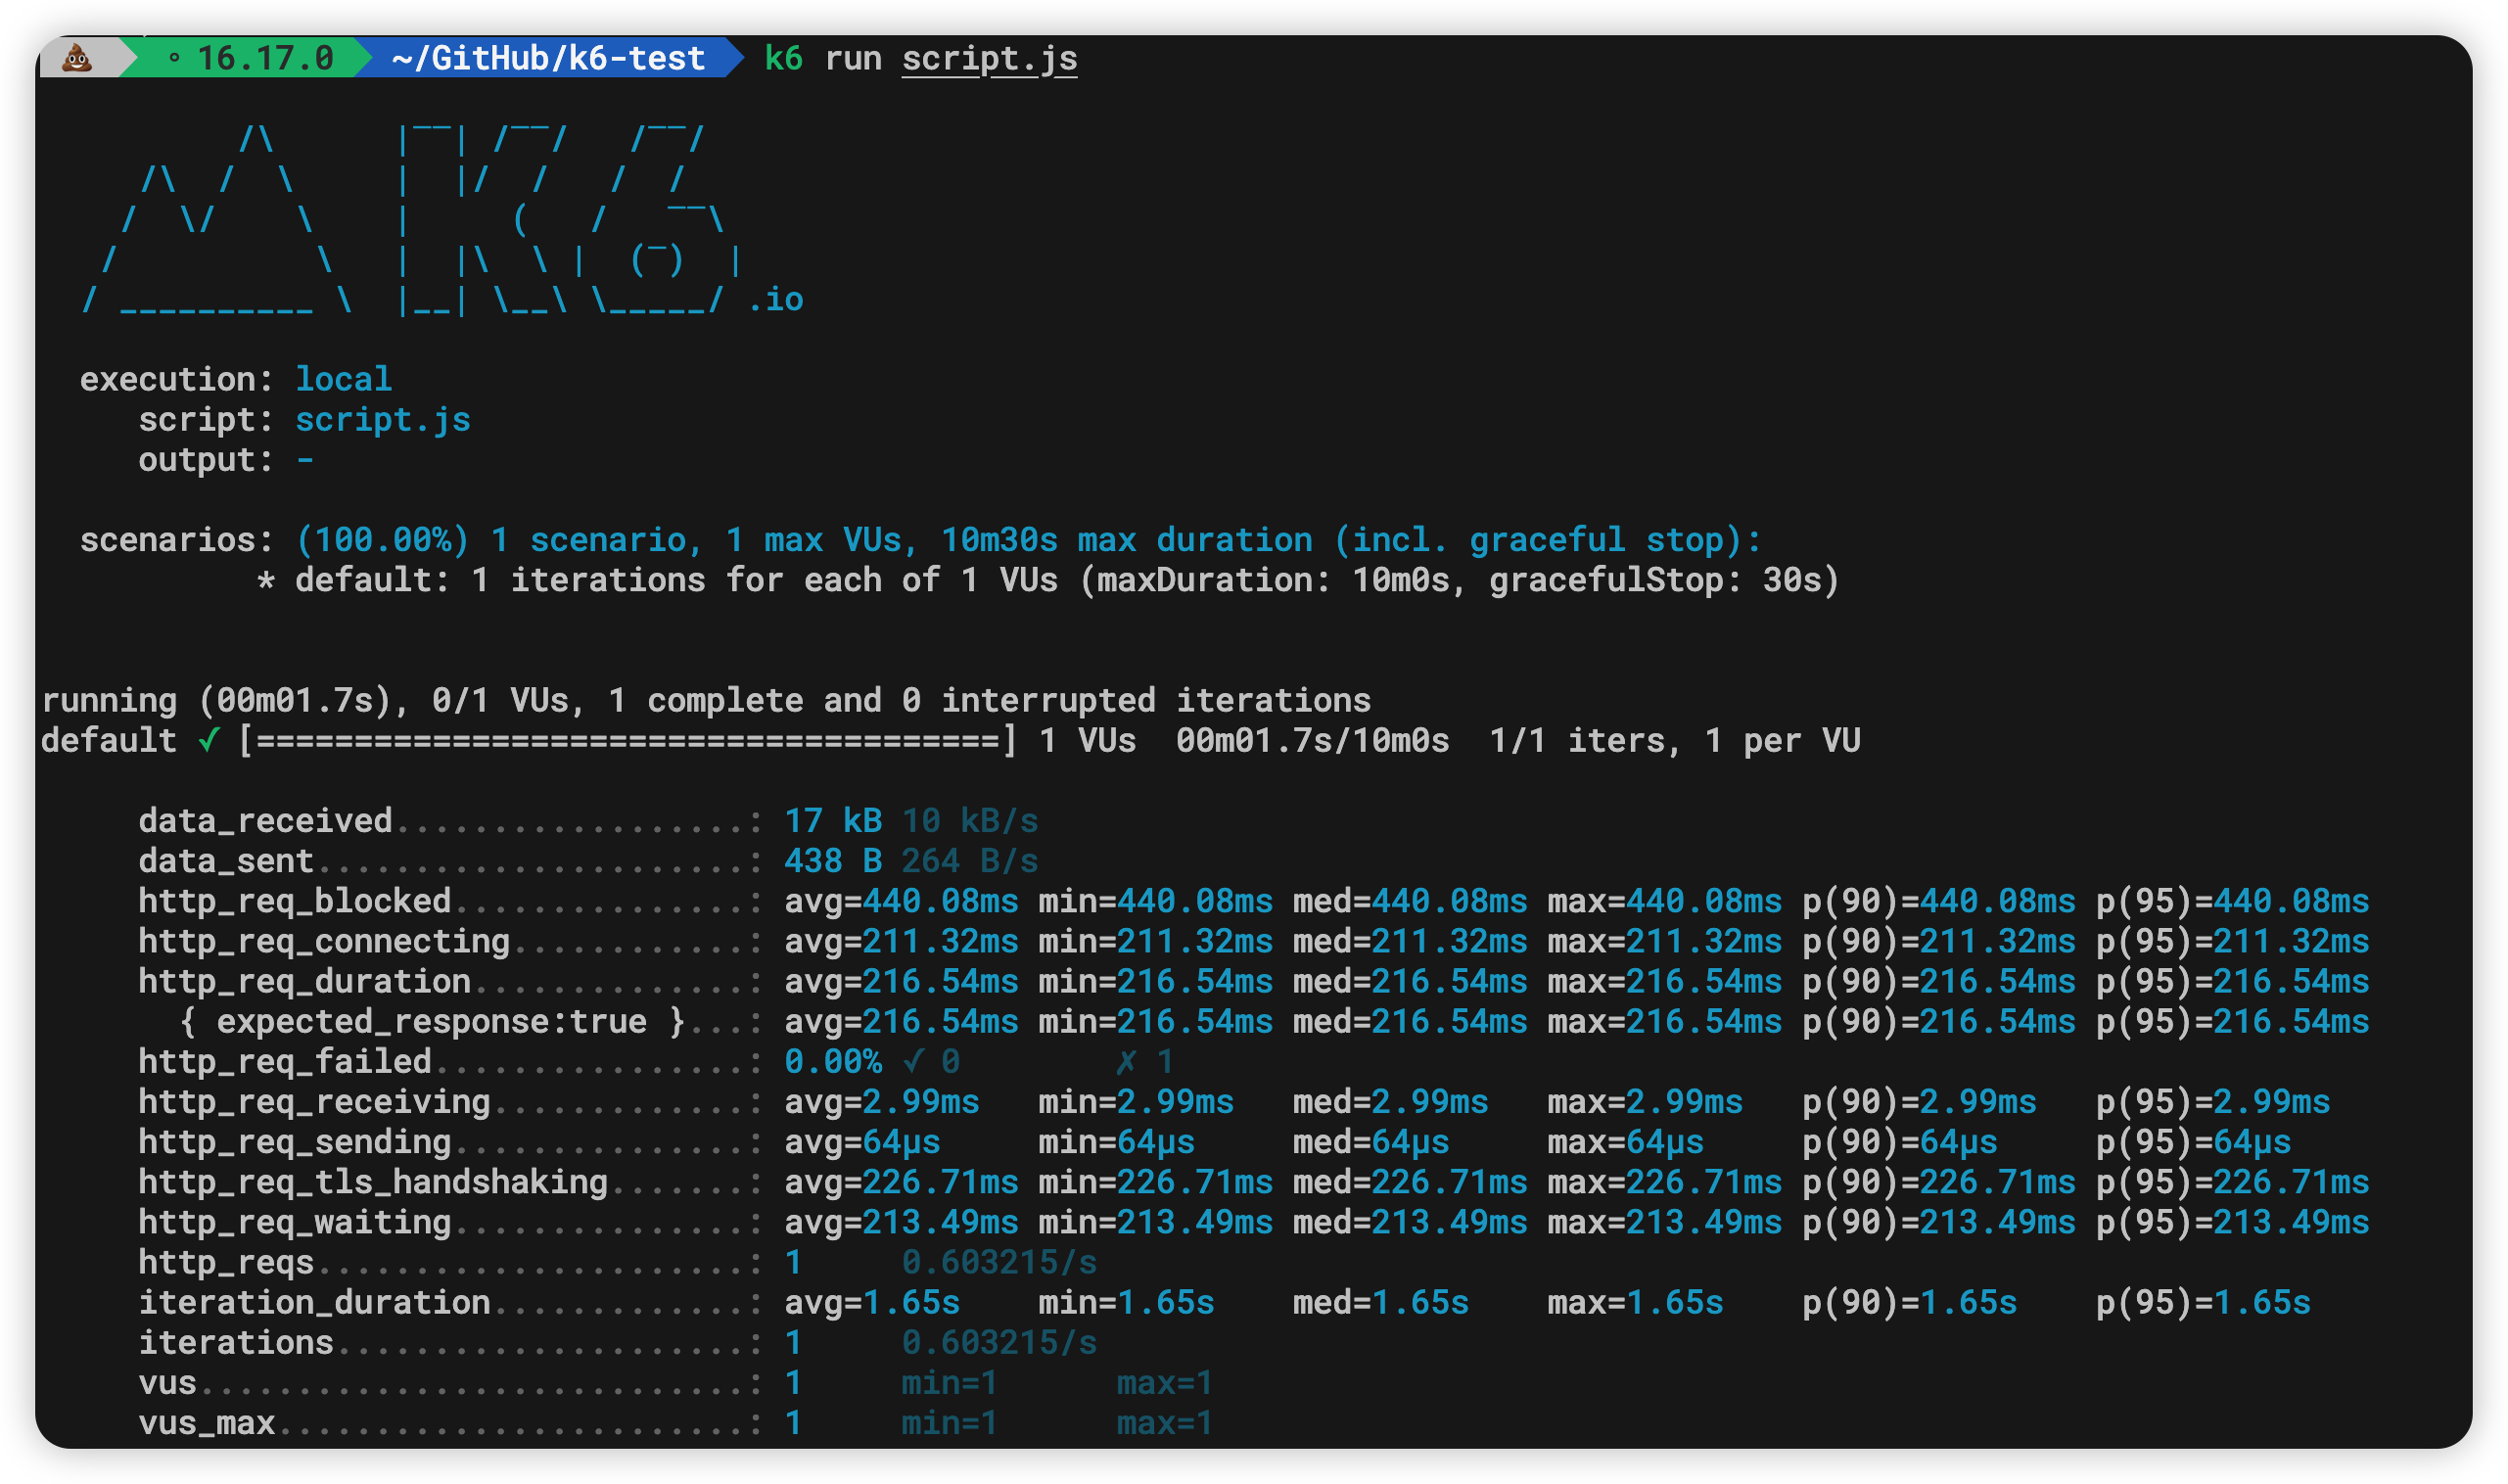 💩 ∘ 16.17.0 ~/GitHub/k6-test k6 run script.js
          /\      |‾‾| /‾‾/   /‾‾/
     /\  /  \     |  |/  /   /  /
    /  \/    \    |     (   /   ‾‾\
   /          \   |  |\  \ |  (‾)  |
  / __________ \  |__| \__\ \_____/ .io
  execution: local
     script: script.js
     output: -
  scenarios: (100.00%) 1 scenario, 1 max VUs, 10m30s max duration (incl. graceful stop):
           * default: 1 iterations for each of 1 VUs (maxDuration: 10m0s, gracefulStop: 30s)
running (00m01.7s), 0/1 VUs, 1 complete and 0 interrupted iterations
default ✓ [======================================] 1 VUs  00m01.7s/10m0s  1/1 iters, 1 per VU
     data_received..................: 17 kB 10 kB/s
     data_sent......................: 438 B 264 B/s
     http_req_blocked...............: avg=440.08ms min=440.08ms med=440.08ms max=440.08ms p(90)=440.08ms p(95)=440.08ms
     http_req_connecting............: avg=211.32ms min=211.32ms med=211.32ms max=211.32ms p(90)=211.32ms p(95)=211.32ms
     http_req_duration..............: avg=216.54ms min=216.54ms med=216.54ms max=216.54ms p(90)=216.54ms p(95)=216.54ms
       { expected_response:true }...: avg=216.54ms min=216.54ms med=216.54ms max=216.54ms p(90)=216.54ms p(95)=216.54ms
     http_req_failed................: 0.00% ✓ 0        ✗ 1
     http_req_receiving.............: avg=2.99ms   min=2.99ms   med=2.99ms   max=2.99ms   p(90)=2.99ms   p(95)=2.99ms
     http_req_sending...............: avg=64µs     min=64µs     med=64µs     max=64µs     p(90)=64µs     p(95)=64µs
     http_req_tls_handshaking.......: avg=226.71ms min=226.71ms med=226.71ms max=226.71ms p(90)=226.71ms p(95)=226.71ms
     http_req_waiting...............: avg=213.49ms min=213.49ms med=213.49ms max=213.49ms p(90)=213.49ms p(95)=213.49ms
     http_reqs......................: 1     0.603215/s
     iteration_duration.............: avg=1.65s    min=1.65s    med=1.65s    max=1.65s    p(90)=1.65s    p(95)=1.65s
     iterations.....................: 1     0.603215/s
     vus............................: 1     min=1      max=1
     vus_max........................: 1     min=1      max=1